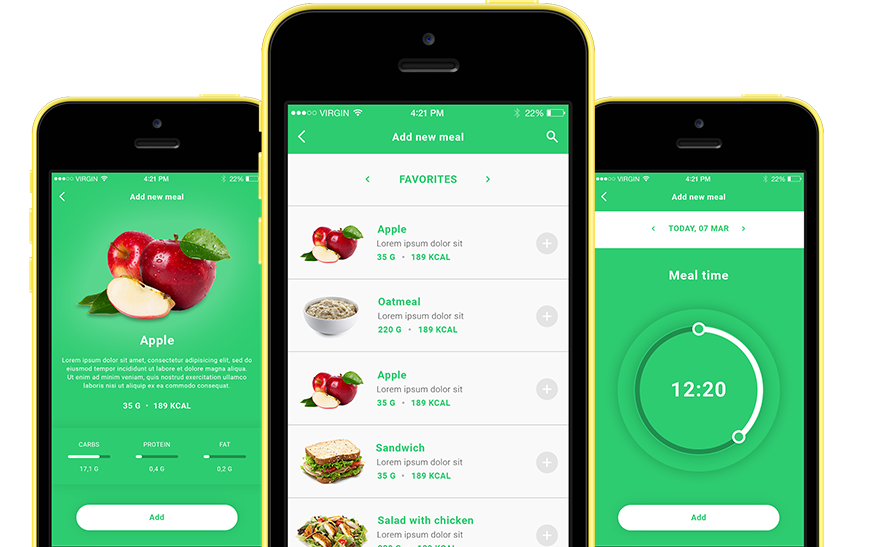 VIRGIN 4:21 PM 22%
Add new meal
Apple
Lorem ipsum dolor sit amet, consectetur adipisicing elit, sed do
eiusmod tempor incididunt ut labore et dolore magna aliqua.
Ut enim ad minim veniam, quis nostrud exercitation ullamco
laboris nisi ut aliquip ex ea commodo consequat.
35 G • 189 KCAL
CARBS PROTEIN FAT
17,1 G 0,4 G 0,2 G
Add
VIRGIN 4:21 PM 22%
Add new meal
FAVORITES
Apple
Lorem ipsum dolor sit
35 G • 189 KCAL
Oatmeal
Lorem ipsum dolor sit
220 G • 189 KCAL
Apple
Lorem ipsum dolor sit
35 G • 189 KCAL
Sandwich
Lorem ipsum dolor sit
35 G • 189 KCAL
Salad with chicken
Lorem ipsum dolor sit
VIRGIN 4:21 PM 22%
Add new meal
TODAY, 07 MAR
Meal time
12:20
Add